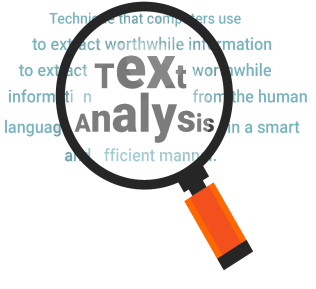 Technique that computers use
to extract worthwhile information
to extract worthwhile
Text
informati n from the human
Analysis
language in a smart
and fficient manner.